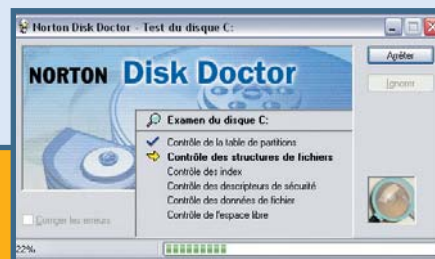 Norton Disk Doctor - Test du disque C:
Arrêter
NORTON Disk Doctor
Ignorer
Examen du disque C:
Contrôle de la table de partitions
Contrôle des structures de fichiers
Contrôle des index
Contrôle des descripteurs de sécurité
Contrôle des données de fichier
Contrôle de l'espace libre
Corriger les erreurs
22%